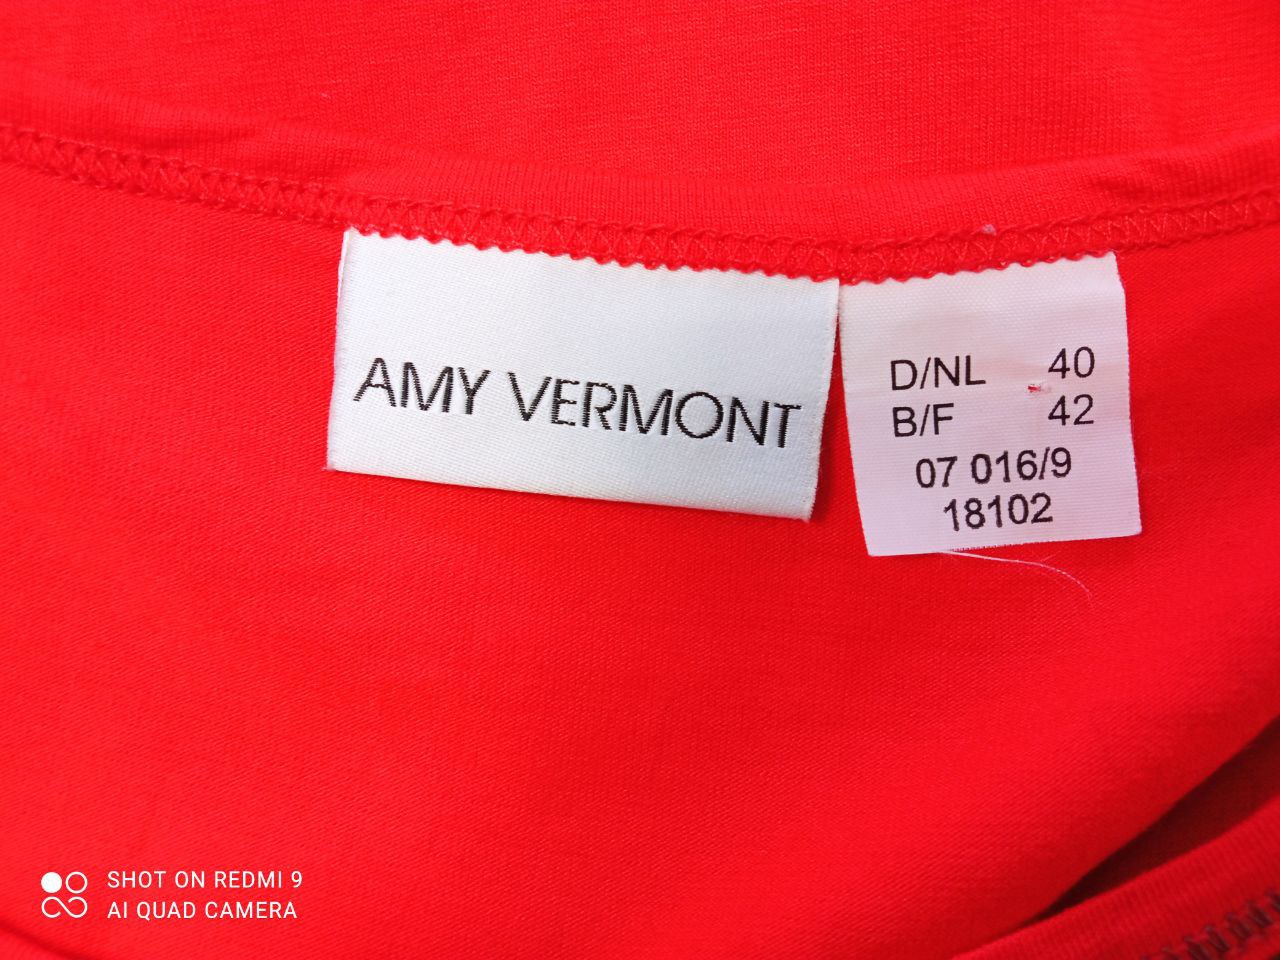 AMY VERMONT
D/NL 40
B/F 42
07 016/9
18102
SHOT ON REDMI 9
AI QUAD CAMERA